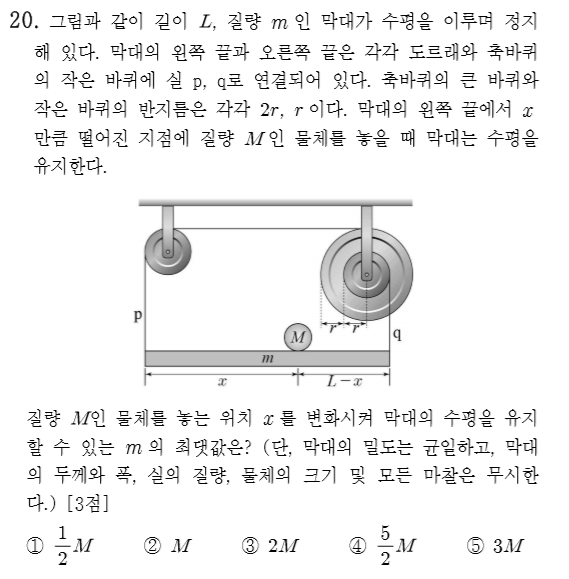 20. 그림과 같이 길이 L, 질량 m인 막대가 수평을 이루며 정지
해 있다. 막대의 왼쪽 끝과 오른쪽 끝은 각각 도르래와 축바퀴
의 작은 바퀴에 실 p, q로 연결되어 있다. 축바퀴의 큰 바퀴와
작은 바퀴의 반지름은 각각 2r, r이다. 막대의 왼쪽 끝에서 x
만큼 떨어진 지점에 질량 M인 물체를 놓을 때 막대는 수평을
유지한다.
p
M
r r
q
m
x
L-x
질량 M인 물체를 놓는 위치 x를 변화시켜 막대의 수평을 유지
할 수 있는 m의 최댓값은? (단, 막대의 밀도는 균일하고, 막대
의 두께와 폭, 실의 질량, 물체의 크기 및 모든 마찰은 무시한
다.) [3점]
① 1/2 M ② M ③ 2M ④ 5/2 M ⑤ 3M